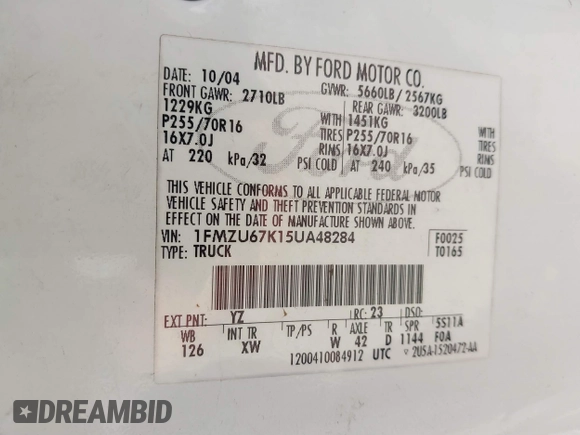 MFD. BY FORD MOTOR CO.
DATE: 10/04 GVWR: 5660LB / 2567KG
FRONT GAWR: 2710LB REAR GAWR: 3200LB
1229KG WITH 1451KG WITH
P255/70R16 TIRES P255/70R16 TIRES
16X7.0J RIMS 16X7.0J RIMS
AT 220 kPa/32 PSI COLD AT 240 kPa/35 PSI COLD
THIS VEHICLE CONFORMS TO ALL APPLICABLE FEDERAL MOTOR
VEHICLE SAFETY AND THEFT PREVENTION STANDARDS IN
EFFECT ON THE DATE OF MANUFACTURE SHOWN ABOVE.
VIN: 1FMZU67K15UA48284 F0025
TYPE: TRUCK T0165
Ford
EXT PNT: YZ RC: 23 DSO:
WB INT TR TP/PS R AXLE TR SPR 5S11A
126 XW W 42 D 1144 F0A
1200410084912 UTC 2U5A-1520472-AA
DREAMBID